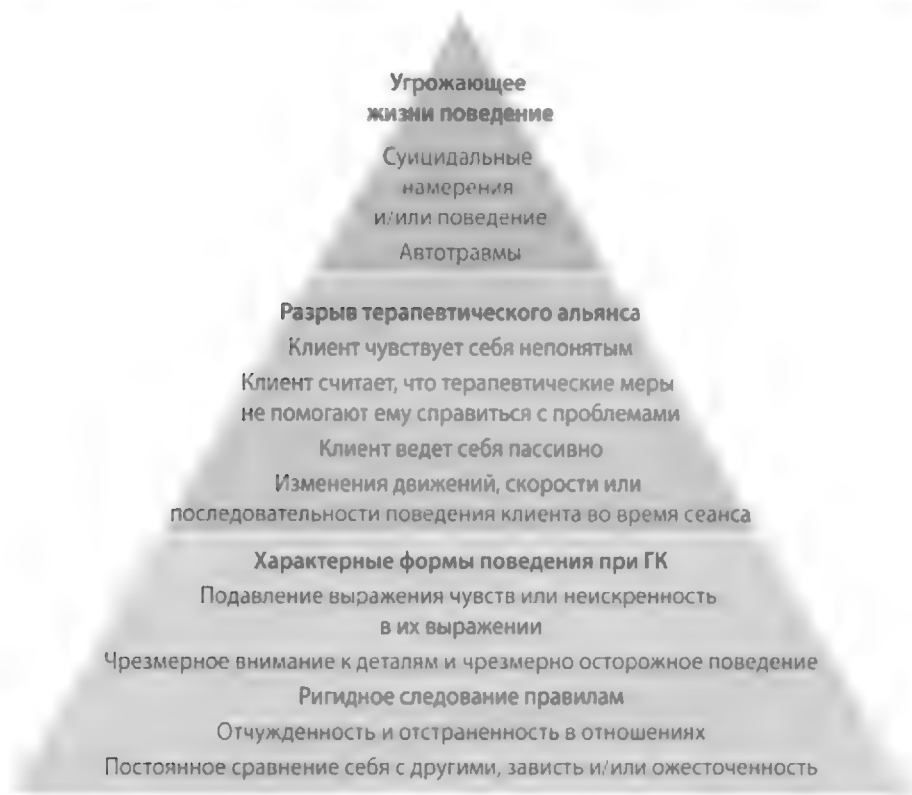 Угрожающее
жизни поведение
Суицидальные
намерения
и/или поведение
Автотравмы
Разрыв терапевтического альянса
Клиент чувствует себя непонятым
Клиент считает, что терапевтические меры
не помогают ему справиться с проблемами
Клиент ведет себя пассивно
Изменения движений, скорости или
последовательности поведения клиента во время сеанса
Характерные формы поведения при ГК
Подавление выражения чувств или неискренность
в их выражении
Чрезмерное внимание к деталям и чрезмерно осторожное поведение
Ригидное следование правилам
Отчужденность и отстраненность в отношениях
Постоянное сравнение себя с другими, зависть и/или ожесточенность